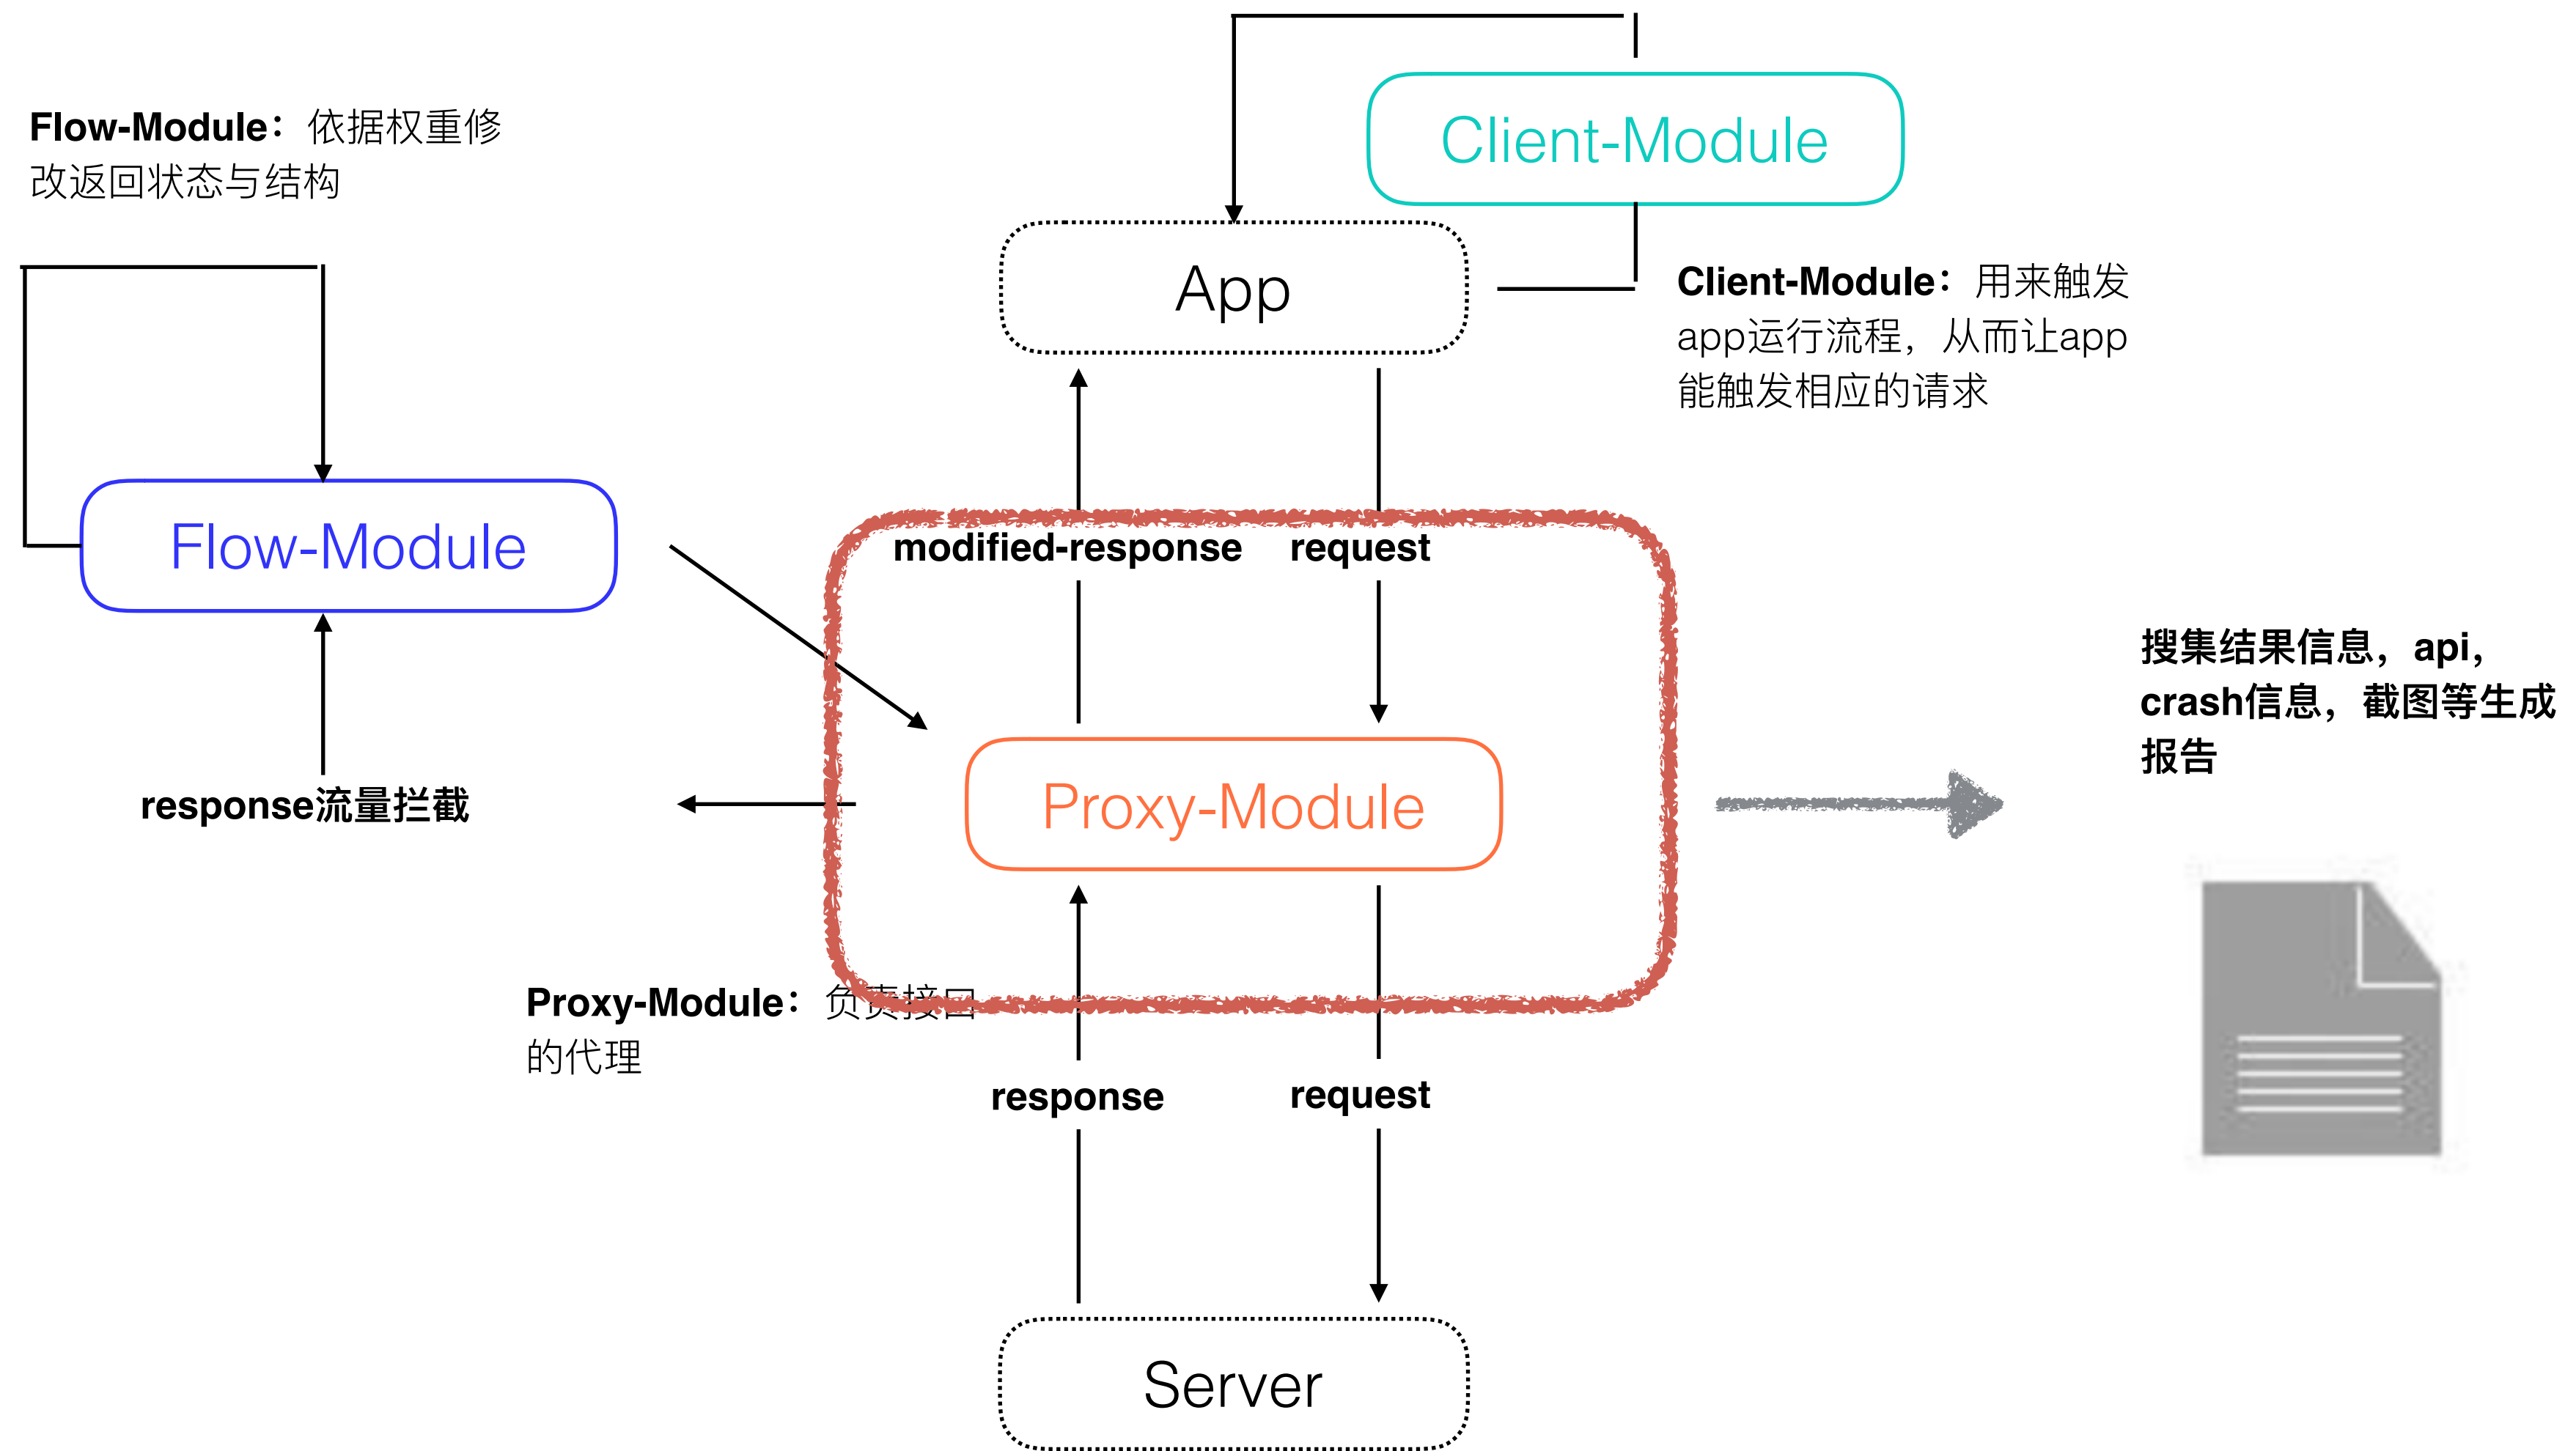 Flow-Module：依据权重修
改返回状态与结构
Client-Module
App
Client-Module：用来触发
app运行流程，从而让app
能触发相应的请求
Flow-Module
modified-response
request
搜集结果信息，api，
crash信息，截图等生成
报告
response流量拦截
Proxy-Module
Proxy-Module：负责接口
的代理
response
request
Server